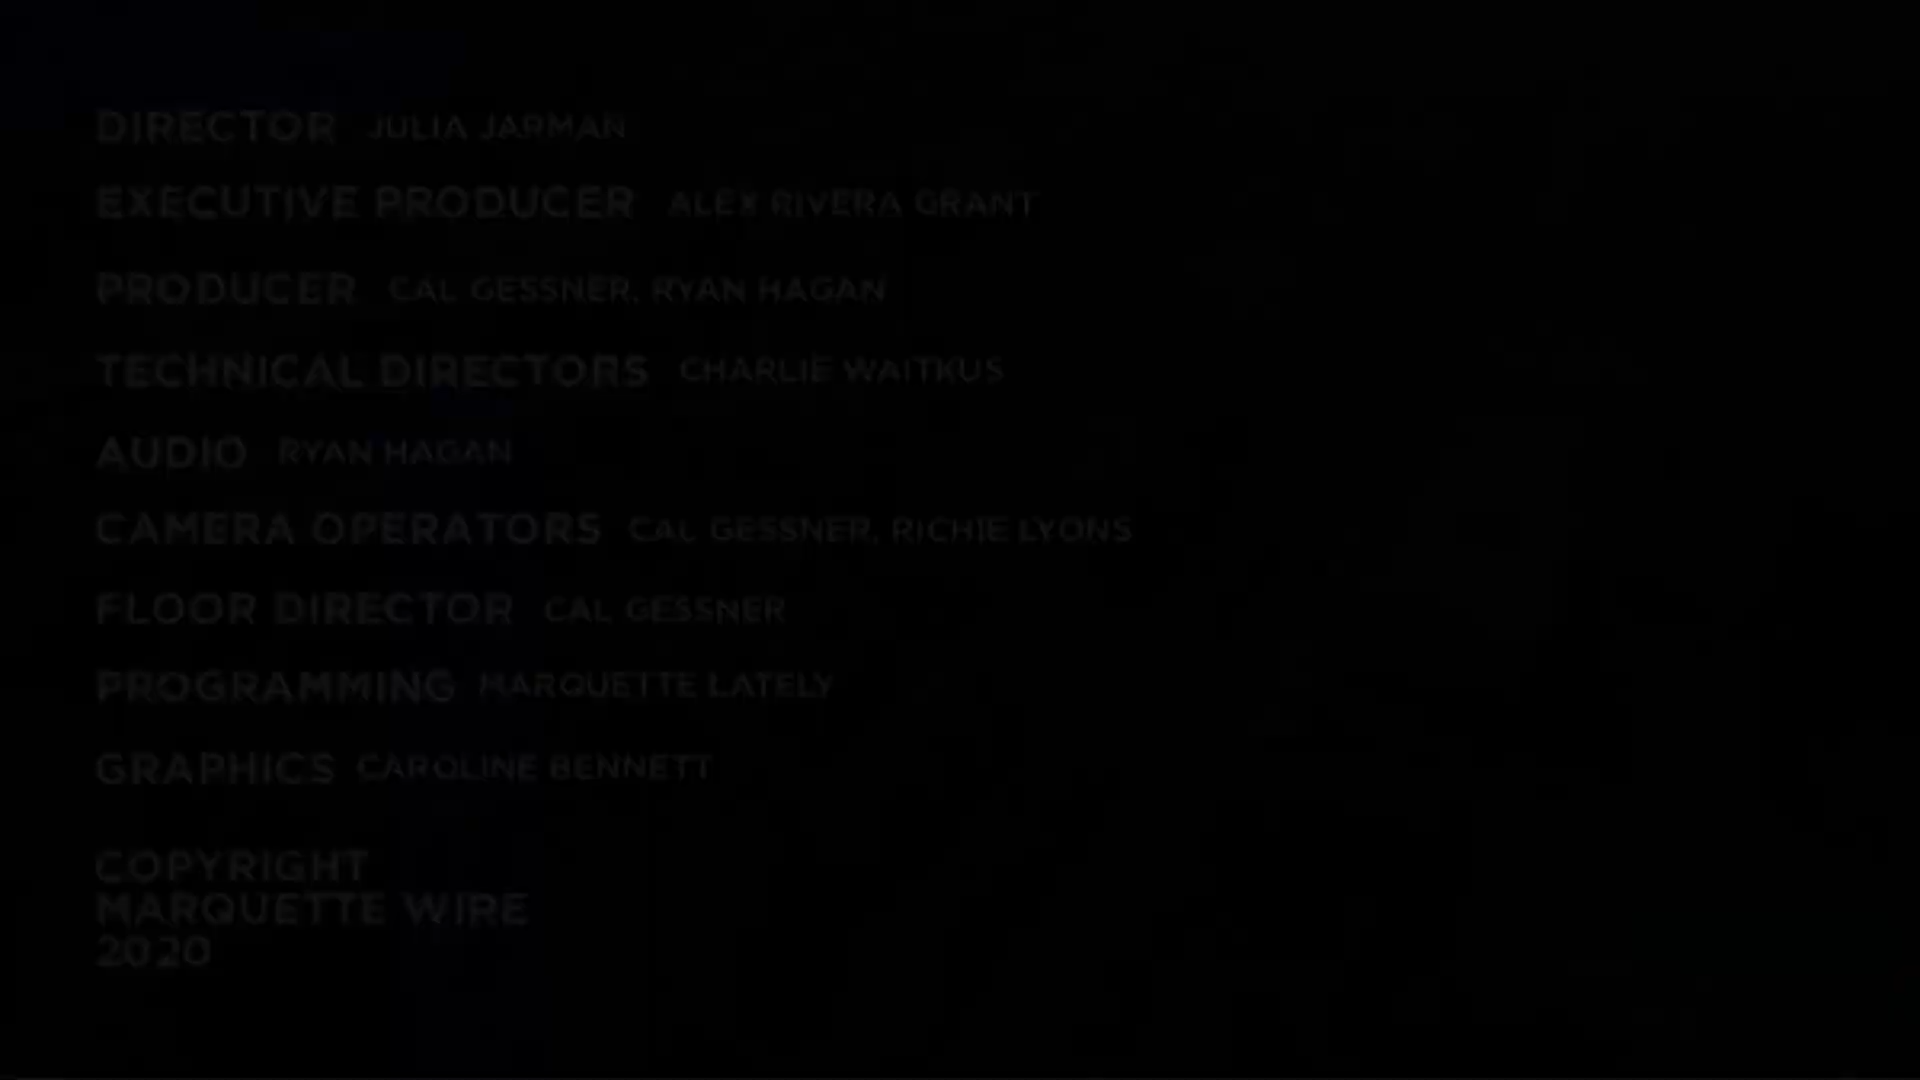 DIRECTOR JULIA JARMAN
EXECUTIVE PRODUCER ALEX RIVERA GRANT
PRODUCER CAL GESSNER, RYAN HAGAN
TECHNICAL DIRECTORS CHARLIE WAITKUS
AUDIO RYAN HAGAN
CAMERA OPERATORS CAL GESSNER, RICHIE LYONS
FLOOR DIRECTOR CAL GESSNER
PROGRAMMING MARQUETTE LATELY
GRAPHICS CAROLINE BENNETT
COPYRIGHT
MARQUETTE WIRE
2020